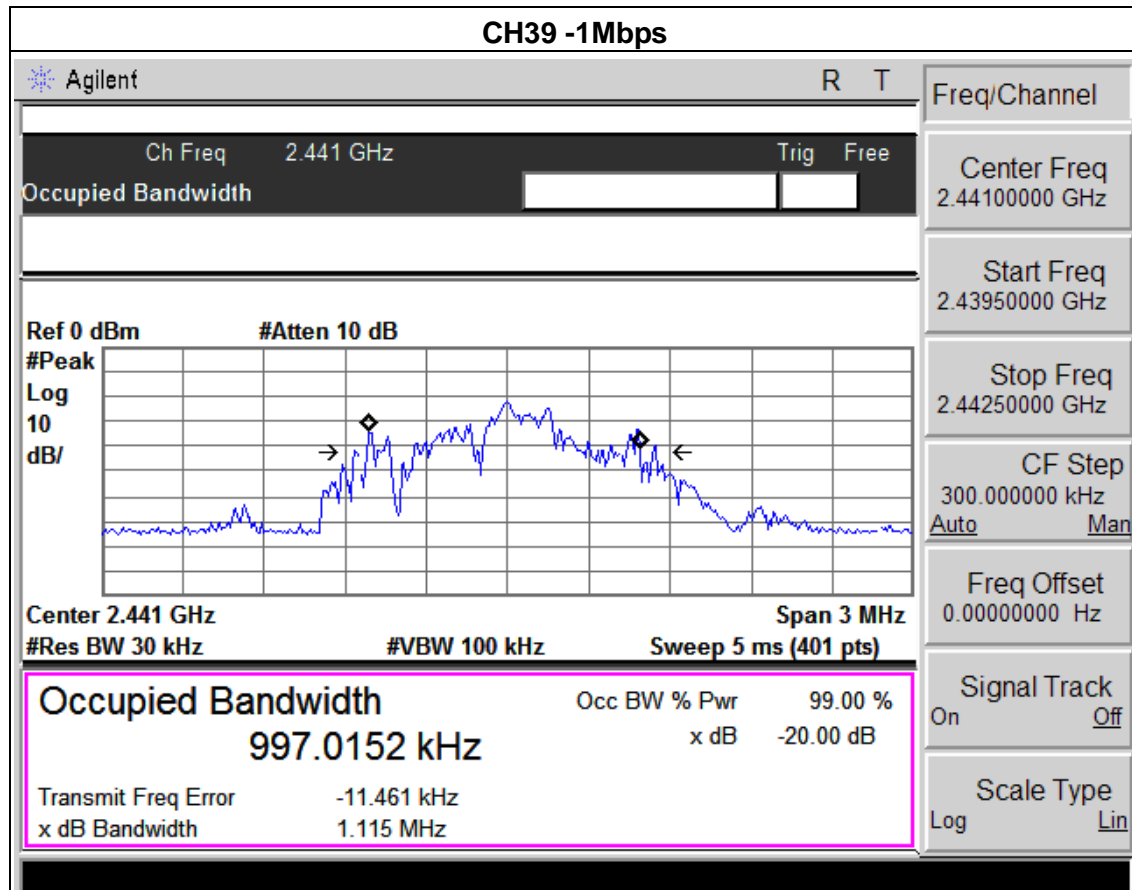 CH39 -1Mbps
Agilent R T
Ch Freq 2.441 GHz Trig Free
Occupied Bandwidth
Ref 0 dBm #Atten 10 dB
#Peak
Log
10
dB/
Center 2.441 GHz Span 3 MHz
#Res BW 30 kHz #VBW 100 kHz Sweep 5 ms (401 pts)
Occupied Bandwidth Occ BW % Pwr 99.00 %
997.0152 kHz x dB -20.00 dB
Transmit Freq Error -11.461 kHz
x dB Bandwidth 1.115 MHz
Freq/Channel
Center Freq
2.44100000 GHz
Start Freq
2.43950000 GHz
Stop Freq
2.44250000 GHz
CF Step
300.000000 kHz
Auto Man
Freq Offset
0.00000000 Hz
Signal Track
On Off
Scale Type
Log Lin